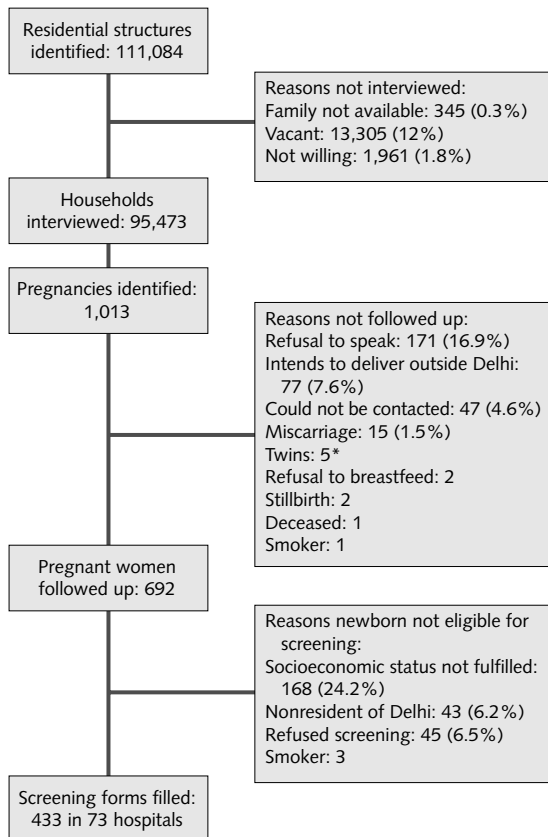 Residential structures
identified: 111,084
Reasons not interviewed:
Family not available: 345 (0.3%)
Vacant: 13,305 (12%)
Not willing: 1,961 (1.8%)
Households
interviewed: 95,473
Pregnancies identified:
1,013
Reasons not followed up:
Refusal to speak: 171 (16.9%)
Intends to deliver outside Delhi:
77 (7.6%)
Could not be contacted: 47 (4.6%)
Miscarriage: 15 (1.5%)
Twins: 5*
Refusal to breastfeed: 2
Stillbirth: 2
Deceased: 1
Smoker: 1
Pregnant women
followed up: 692
Reasons newborn not eligible for
screening:
Socioeconomic status not fulfilled:
168 (24.2%)
Nonresident of Delhi: 43 (6.2%)
Refused screening: 45 (6.5%)
Smoker: 3
Screening forms filled:
433 in 73 hospitals